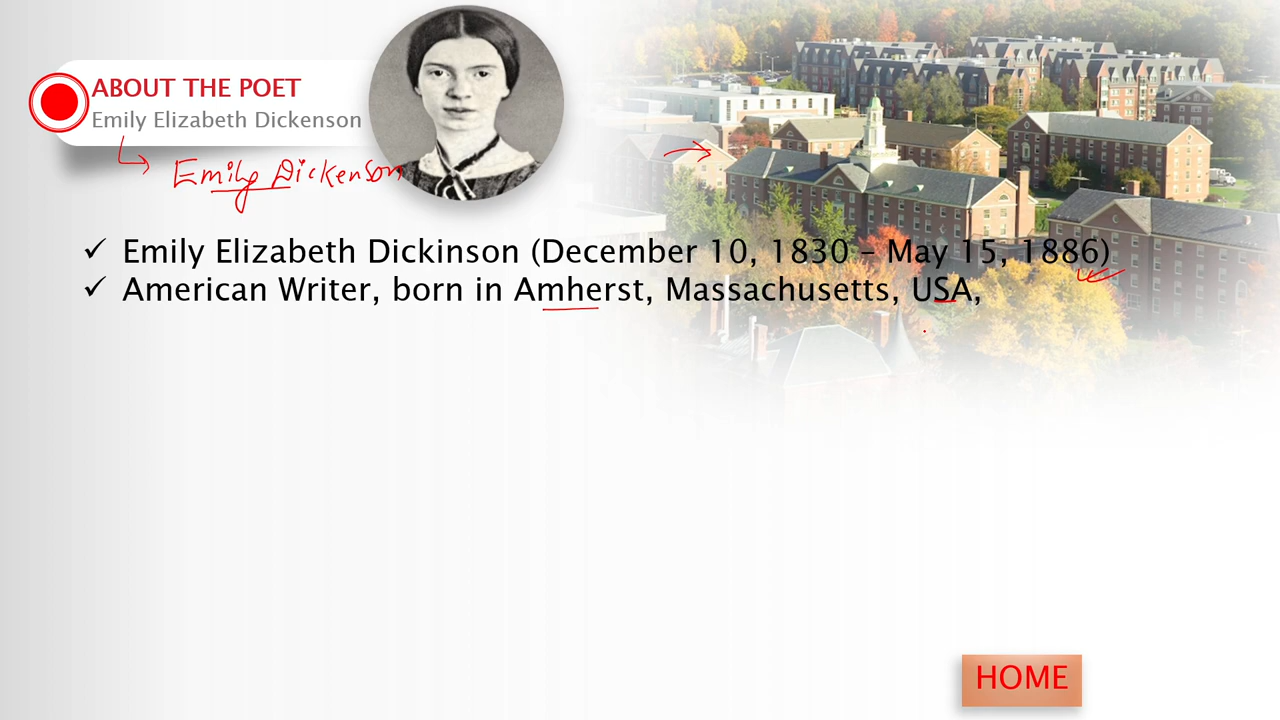 ABOUT THE POET
Emily Elizabeth Dickenson
Emily Dickenson
✓ Emily Elizabeth Dickinson (December 10, 1830 – May 15, 1886)
✓ American Writer, born in Amherst, Massachusetts, USA,
HOME